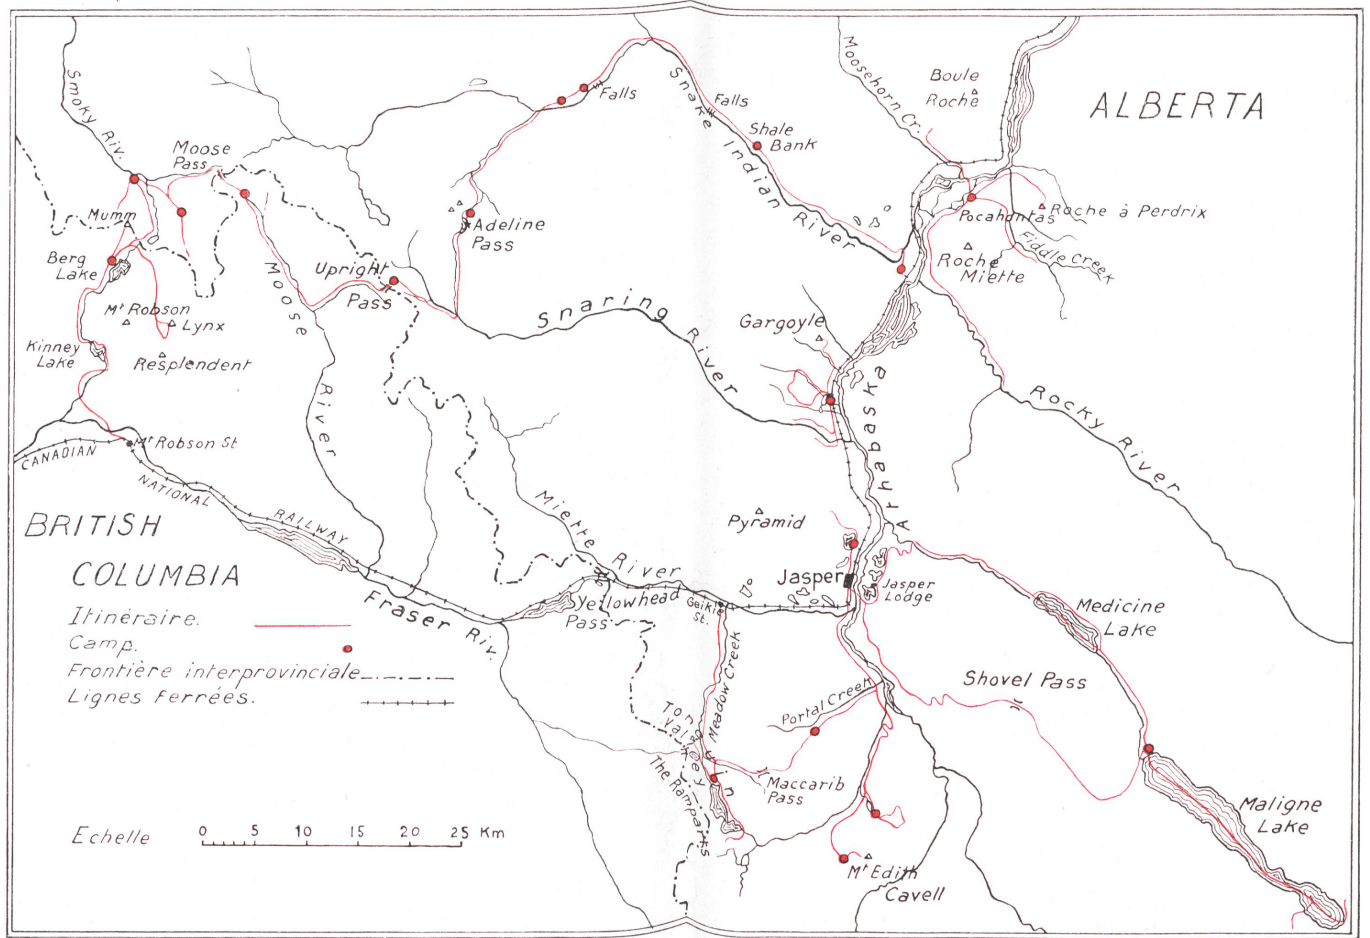 Smoky Riv.
Moose
Pass
Mumm
Berg
Lake
Mt Robson
Lynx
Kinney
Lake
Resplendent
Mt Robson St
CANADIAN
NATIONAL
RAILWAY
Falls
Adeline
Pass
Upright
Pass
Moose
River
Snake Indian River
Falls
Shale
Bank
Moosehorn Cr.
Boule
Roche
ALBERTA
Pocahontas
Roche à Perdrix
Roche
Miette
Fiddle Creek
Snaring River
Gargoyle
Athabaska
Rocky River
BRITISH
COLUMBIA
Miette River
Pyramid
Jasper
Jasper
Lodge
Fraser Riv.
Yellowhead
Pass
Geikie
St.
Medicine
Lake
Shovel Pass
Meadow Creek
Portal Creek
Tonquin
Valley
The Ramparts
Maccarib
Pass
Maligne
Lake
Mt Edith
Cavell
Itinéraire.
Camp.
Frontière interprovinciale
Lignes ferrées.
Echelle
0 5 10 15 20 25 Km